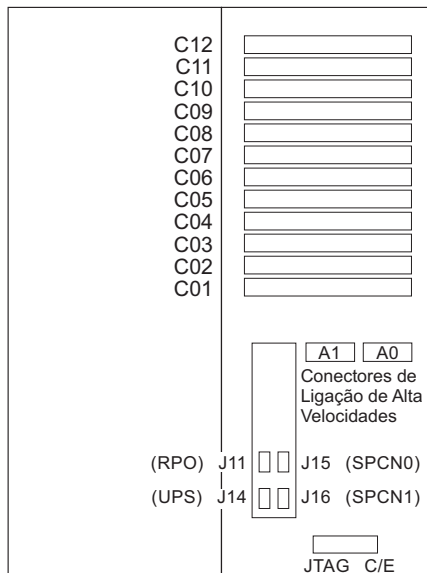 C12
C11
C10
C09
C08
C07
C06
C05
C04
C03
C02
C01
A1 A0
Conectores de
Ligação de Alta
Velocidades
(RPO) J11 J15 (SPCN0)
(UPS) J14 J16 (SPCN1)
JTAG C/E